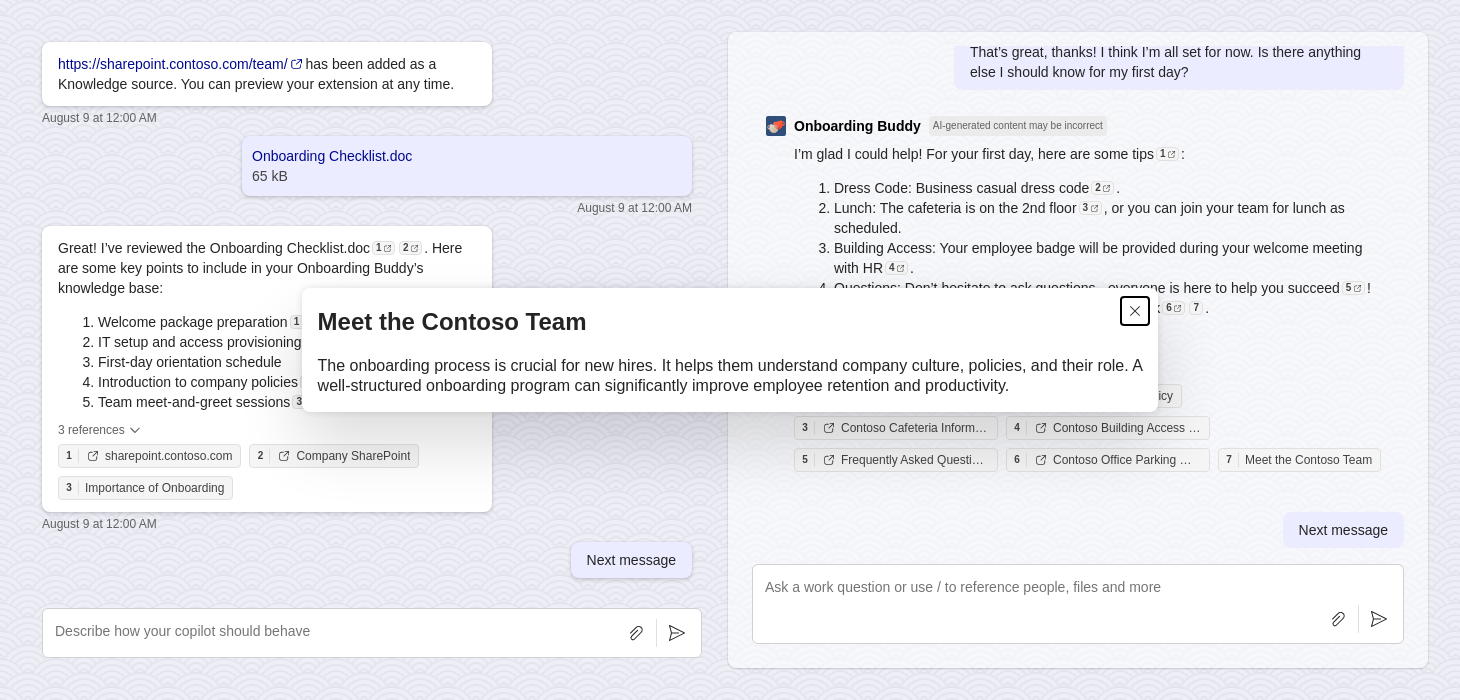 https://sharepoint.contoso.com/team/ has been added as a
Knowledge source. You can preview your extension at any time.
August 9 at 12:00 AM
Onboarding Checklist.doc
65 kB
August 9 at 12:00 AM
Great! I’ve reviewed the Onboarding Checklist.doc 1 2 . Here
are some key points to include in your Onboarding Buddy’s
knowledge base:
1. Welcome package preparation 1
2. IT setup and access provisioning
3. First-day orientation schedule
4. Introduction to company policies
5. Team meet-and-greet sessions 3
3 references
1 sharepoint.contoso.com
2 Company SharePoint
3 Importance of Onboarding
August 9 at 12:00 AM
Next message
Describe how your copilot should behave
That’s great, thanks! I think I’m all set for now. Is there anything
else I should know for my first day?
Onboarding Buddy AI-generated content may be incorrect
I’m glad I could help! For your first day, here are some tips 1 :
1. Dress Code: Business casual dress code 2 .
2. Lunch: The cafeteria is on the 2nd floor 3 , or you can join your team for lunch as
scheduled.
3. Building Access: Your employee badge will be provided during your welcome meeting
with HR 4 .
4. Questions: Don’t hesitate to ask questions—everyone is here to help you succeed 5 !
6 7 .
3 Contoso Cafeteria Inform…
4 Contoso Building Access …
5 Frequently Asked Questi…
6 Contoso Office Parking …
7 Meet the Contoso Team
Next message
Ask a work question or use / to reference people, files and more
Meet the Contoso Team
The onboarding process is crucial for new hires. It helps them understand company culture, policies, and their role. A
well-structured onboarding program can significantly improve employee retention and productivity.